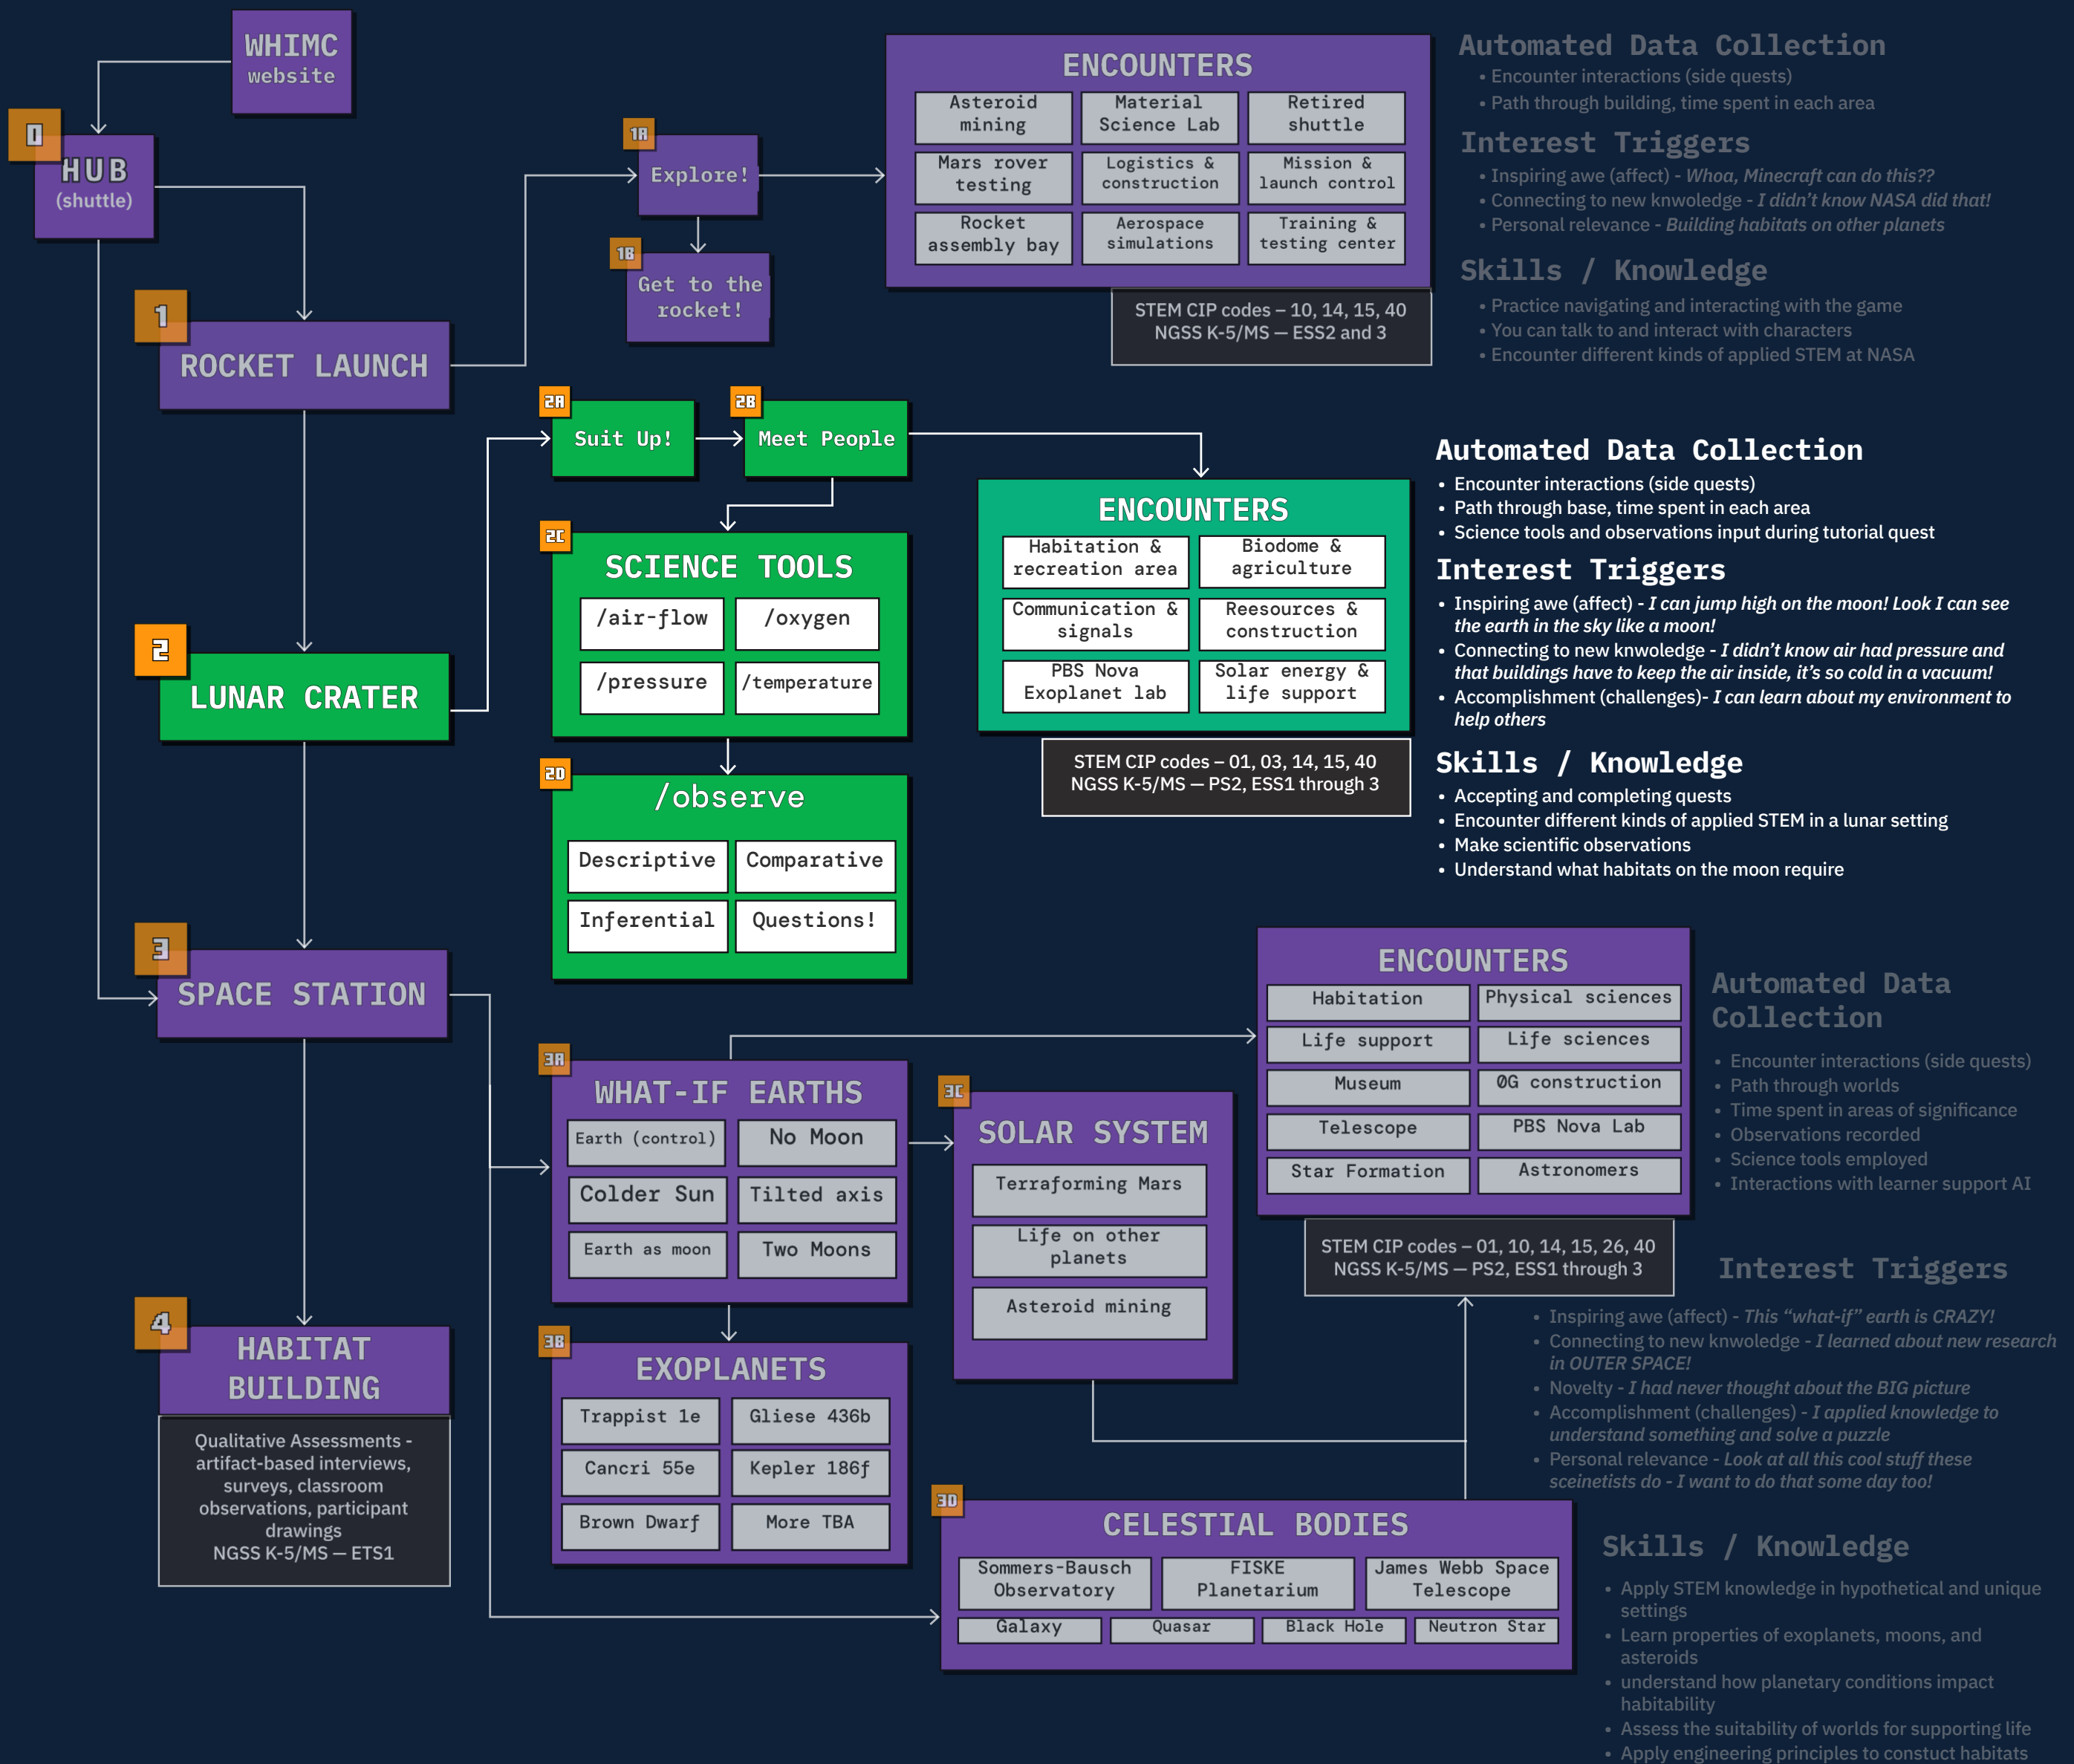 WHIMC
website
0
HUB
(shuttle)
1
ROCKET LAUNCH
1A
Explore!
1B
Get to the
rocket!
ENCOUNTERS
Asteroid
mining
Material
Science Lab
Retired
shuttle
Mars rover
testing
Logistics &
construction
Mission &
launch control
Rocket
assembly bay
Aerospace
simulations
Training &
testing center
STEM CIP codes – 10, 14, 15, 40
NGSS K-5/MS — ESS2 and 3
Automated Data Collection
• Encounter interactions (side quests)
• Path through building, time spent in each area
Interest Triggers
• Inspiring awe (affect) - Whoa, Minecraft can do this??
• Connecting to new knwoledge - I didn't know NASA did that!
• Personal relevance - Building habitats on other planets
Skills / Knowledge
• Practice navigating and interacting with the game
• You can talk to and interact with characters
• Encounter different kinds of applied STEM at NASA
2
LUNAR CRATER
2A
Suit Up!
2B
Meet People
2C
SCIENCE TOOLS
/air-flow
/oxygen
/pressure
/temperature
2D
/observe
Descriptive
Comparative
Inferential
Questions!
ENCOUNTERS
Habitation &
recreation area
Biodome &
agriculture
Communication &
signals
Reesources &
construction
PBS Nova
Exoplanet lab
Solar energy &
life support
STEM CIP codes – 01, 03, 14, 15, 40
NGSS K-5/MS — PS2, ESS1 through 3
Automated Data Collection
• Encounter interactions (side quests)
• Path through base, time spent in each area
• Science tools and observations input during tutorial quest
Interest Triggers
• Inspiring awe (affect) - I can jump high on the moon! Look I can see
the earth in the sky like a moon!
• Connecting to new knwoledge - I didn't know air had pressure and
that buildings have to keep the air inside, it's so cold in a vacuum!
• Accomplishment (challenges)- I can learn about my environment to
help others
Skills / Knowledge
• Accepting and completing quests
• Encounter different kinds of applied STEM in a lunar setting
• Make scientific observations
• Understand what habitats on the moon require
3
SPACE STATION
3A
WHAT-IF EARTHS
Earth (control)
No Moon
Colder Sun
Tilted axis
Earth as moon
Two Moons
3B
EXOPLANETS
Trappist 1e
Gliese 436b
Cancri 55e
Kepler 186f
Brown Dwarf
More TBA
3C
SOLAR SYSTEM
Terraforming Mars
Life on other
planets
Asteroid mining
3D
CELESTIAL BODIES
Sommers-Bausch
Observatory
FISKE
Planetarium
James Webb Space
Telescope
Galaxy
Quasar
Black Hole
Neutron Star
ENCOUNTERS
Habitation
Physical sciences
Life support
Life sciences
Museum
0G construction
Telescope
PBS Nova Lab
Star Formation
Astronomers
STEM CIP codes – 01, 10, 14, 15, 26, 40
NGSS K-5/MS — PS2, ESS1 through 3
Automated Data
Collection
• Encounter interactions (side quests)
• Path through worlds
• Time spent in areas of significance
• Observations recorded
• Science tools employed
• Interactions with learner support AI
Interest Triggers
• Inspiring awe (affect) - This “what-if” earth is CRAZY!
• Connecting to new knwoledge - I learned about new research
in OUTER SPACE!
• Novelty - I had never thought about the BIG picture
• Accomplishment (challenges) - I applied knowledge to
understand something and solve a puzzle
• Personal relevance - Look at all this cool stuff these
sceinetists do - I want to do that some day too!
Skills / Knowledge
• Apply STEM knowledge in hypothetical and unique
settings
• Learn properties of exoplanets, moons, and
asteroids
• understand how planetary conditions impact
habitability
• Assess the suitability of worlds for supporting life
• Apply engineering principles to constuct habitats
4
HABITAT
BUILDING
Qualitative Assessments -
artifact-based interviews,
surveys, classroom
observations, participant
drawings
NGSS K-5/MS — ETS1